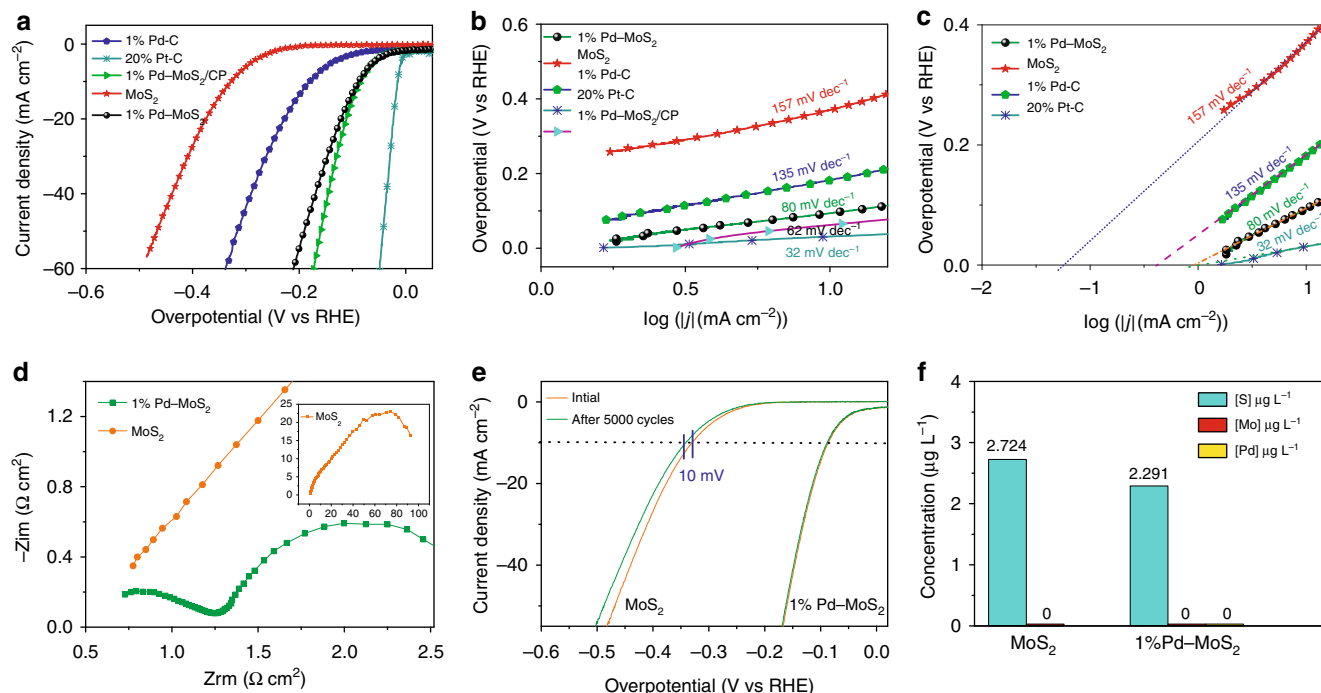 a
1% Pd-C
20% Pt-C
1% Pd–MoS₂/CP
MoS₂
1% Pd–MoS₂
0
−20
−40
−60
−0.6
−0.4
−0.2
0.0
Current density (mA cm⁻²)
Overpotential (V vs RHE)
b
1% Pd–MoS₂
MoS₂
1% Pd-C
20% Pt-C
1% Pd–MoS₂/CP
157 mV dec⁻¹
135 mV dec⁻¹
80 mV dec⁻¹
62 mV dec⁻¹
32 mV dec⁻¹
0.6
0.4
0.2
0.0
0.0
0.5
1.0
Overpotential (V vs RHE)
log (|j| (mA cm⁻²))
c
1% Pd–MoS₂
MoS₂
1% Pd-C
20% Pt-C
157 mV dec⁻¹
135 mV dec⁻¹
80 mV dec⁻¹
32 mV dec⁻¹
0.4
0.2
0.0
−2
−1
0
1
Overpotential (V vs RHE)
log (|j| (mA cm⁻²))
d
1% Pd–MoS₂
MoS₂
MoS₂
25
20
15
10
5
0
0 20 40 60 80 100
1.2
0.8
0.4
0.0
0.5
1.0
1.5
2.0
2.5
−Zim (Ω cm²)
Zrm (Ω cm²)
e
Intial
After 5000 cycles
10 mV
MoS₂
1% Pd–MoS₂
0
−20
−40
−0.6 −0.5 −0.4 −0.3 −0.2 −0.1 0.0
Current density (mA cm⁻²)
Overpotential (V vs RHE)
f
[S] μg L⁻¹
[Mo] μg L⁻¹
[Pd] μg L⁻¹
2.724
0
2.291
0
0
4
3
2
1
0
Concentration (μg L⁻¹)
MoS₂
1%Pd–MoS₂